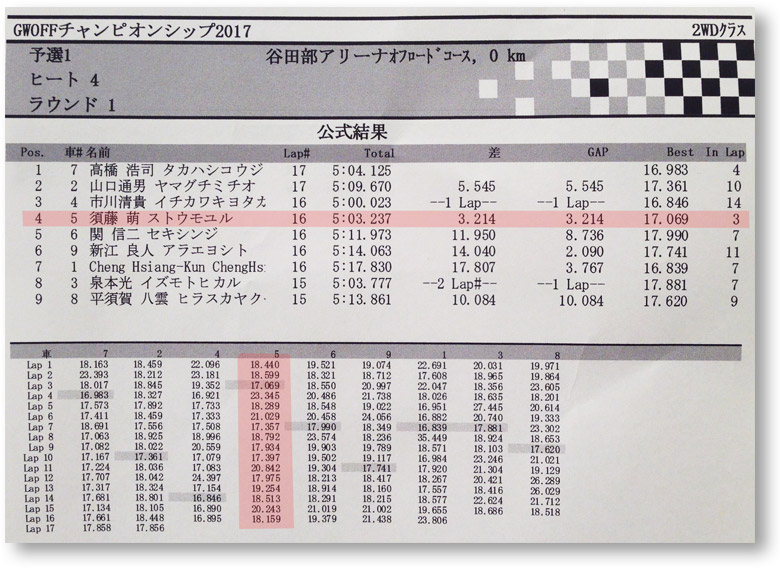 GWOFFチャンピオンシップ2017 2WDクラス
予選1 谷田部アリーナオフロードコース, 0 km
ヒート 4
ラウンド 1
公式結果
Pos. 車# 名前 Lap# Total 差 GAP Best In Lap
1 7 高橋 浩司 タカハシコウジ 17 5:04.125 16.983 4
2 2 山口通男 ヤマグチミチオ 17 5:09.670 5.545 5.545 17.361 10
3 4 市川清貴 イチカワキヨタカ 16 5:00.023 --1 Lap-- --1 Lap-- 16.846 14
4 5 須藤 萌 ストウモユル 16 5:03.237 3.214 3.214 17.069 3
5 6 関 信二 セキシンジ 16 5:11.973 11.950 8.736 17.990 7
6 9 新江 良人 アラエヨシト 16 5:14.063 14.040 2.090 17.741 11
7 1 Cheng Hsiang-Kun ChengHs: 16 5:17.830 17.807 3.767 16.839 7
8 3 泉本光 イズモトヒカル 15 5:03.777 --2 Lap#-- --1 Lap-- 17.881 7
9 8 平須賀 八雲 ヒラスカヤク・ 15 5:13.861 10.084 10.084 17.620 9
車 7 2 4 5 6 9 1 3 8
Lap 1 18.163 18.459 22.096 18.440 19.521 19.074 22.691 20.031 19.971
Lap 2 23.393 18.212 23.181 18.599 18.321 18.712 17.608 18.965 19.864
Lap 3 18.017 18.845 19.352 17.069 18.550 20.997 22.047 18.356 23.605
Lap 4 16.983 18.327 16.921 23.345 20.486 21.738 18.026 18.635 18.201
Lap 5 17.573 17.892 17.733 18.289 18.548 19.022 16.951 27.445 20.614
Lap 6 17.411 18.459 17.333 21.029 20.458 24.056 16.882 20.740 19.333
Lap 7 18.691 17.556 17.508 17.357 17.990 18.349 16.839 17.881 23.302
Lap 8 17.063 18.925 18.996 18.792 23.574 18.236 35.449 18.924 18.653
Lap 9 17.082 18.022 20.559 17.934 19.903 19.789 18.571 18.103 17.620
Lap 10 17.167 17.361 17.079 17.397 19.502 19.117 16.984 23.246 21.021
Lap 11 17.224 18.036 17.083 20.842 19.304 17.741 17.920 21.304 19.129
Lap 12 17.707 18.042 24.397 17.975 18.213 18.417 18.267 20.421 26.289
Lap 13 17.317 18.324 17.154 19.254 18.914 18.160 17.557 18.416 26.029
Lap 14 17.681 18.801 16.846 18.513 18.291 18.215 18.577 22.624 21.712
Lap 15 17.134 18.105 16.890 20.243 21.019 21.002 19.655 18.686 18.518
Lap 16 17.661 18.448 16.895 18.159 19.379 21.438 23.806
Lap 17 17.858 17.856